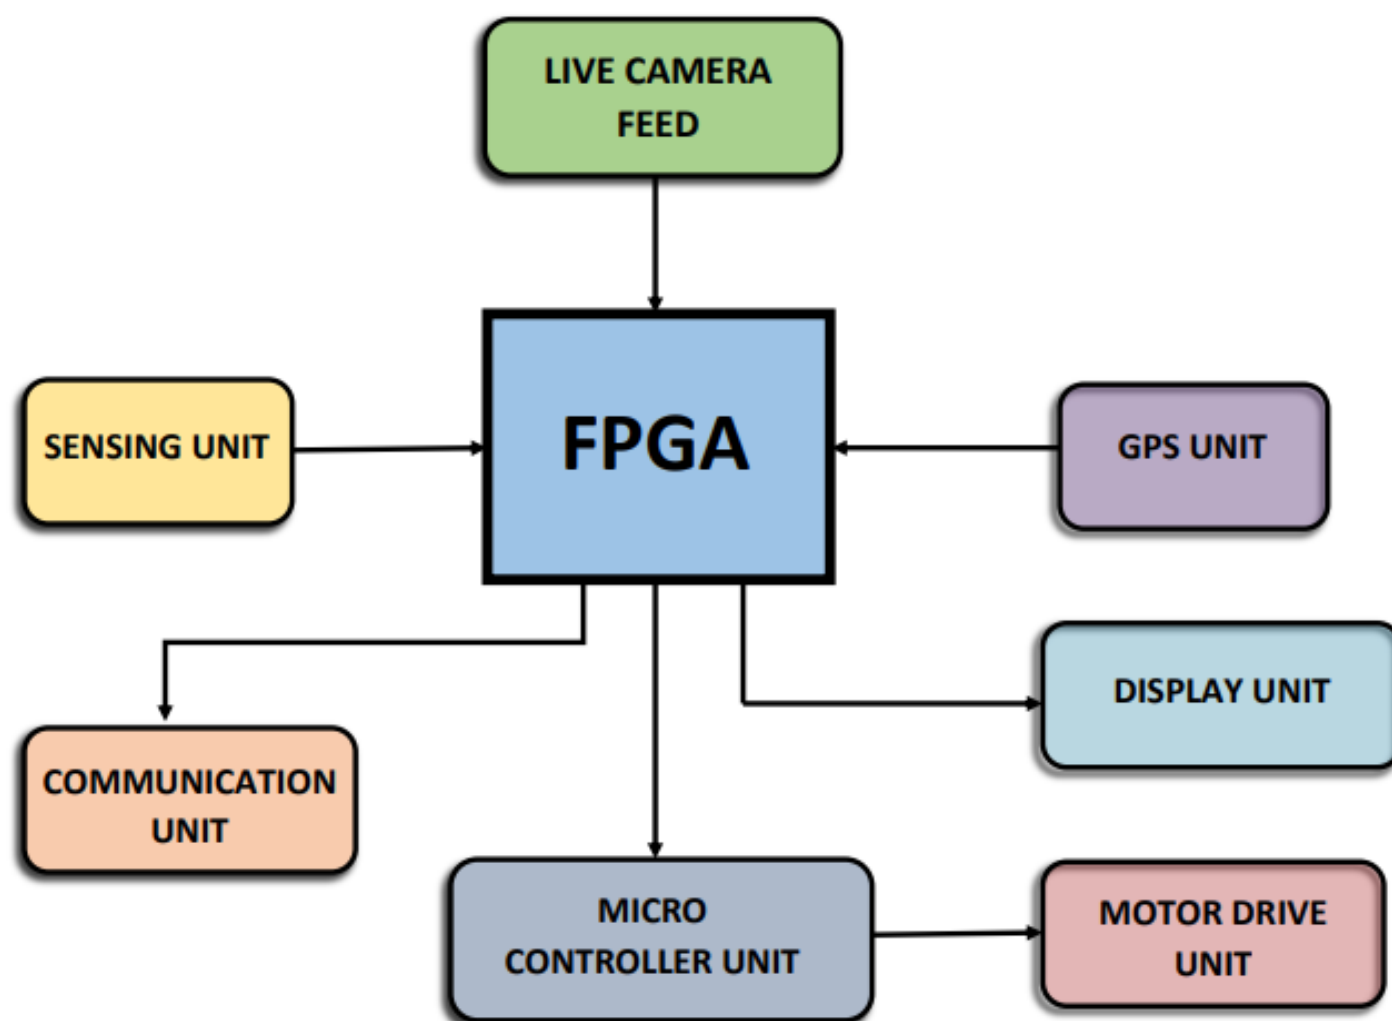 LIVE CAMERA
FEED
SENSING UNIT
FPGA
GPS UNIT
DISPLAY UNIT
COMMUNICATION
UNIT
MICRO
CONTROLLER UNIT
MOTOR DRIVE
UNIT